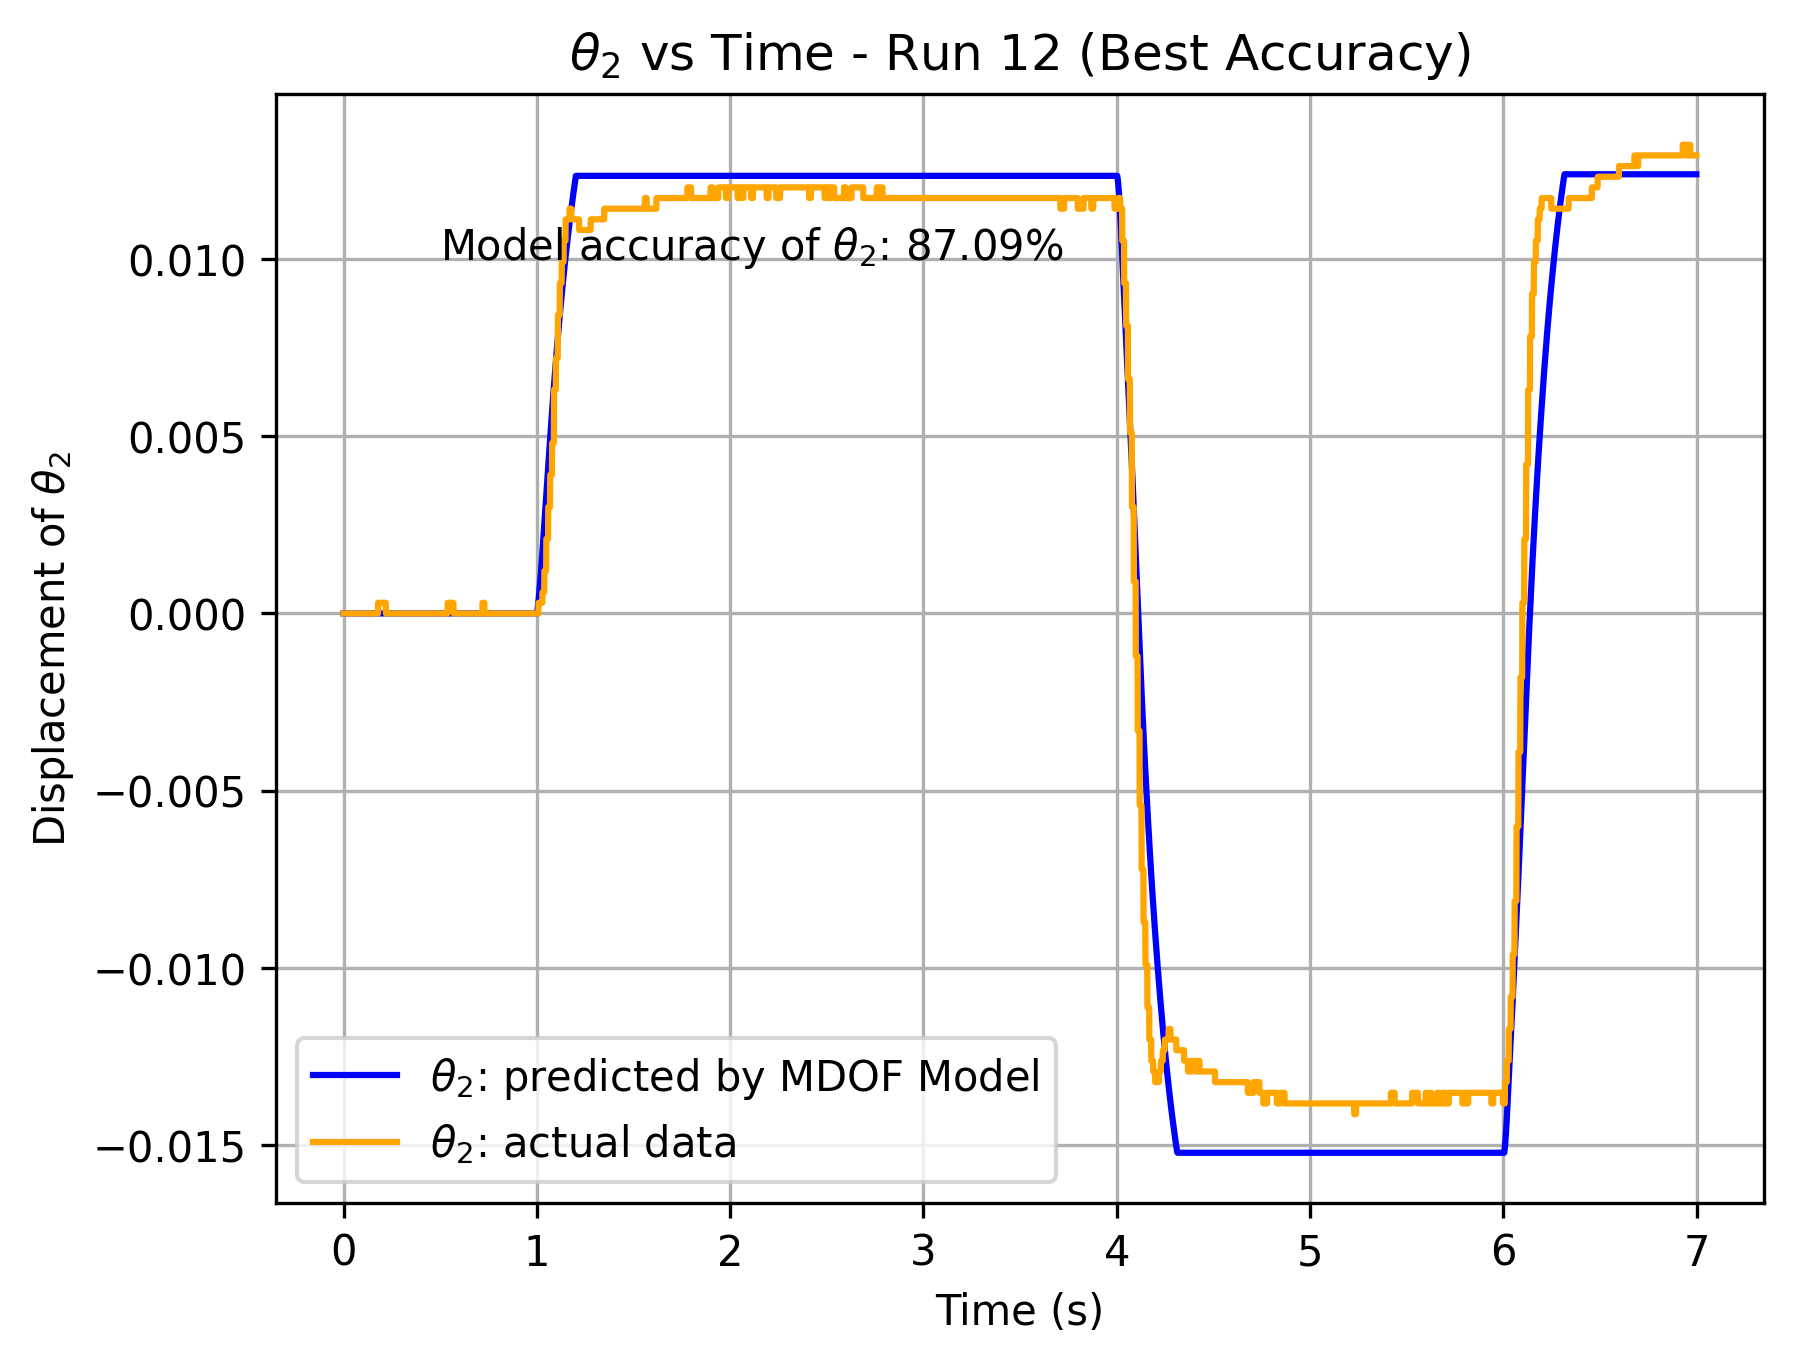 θ₂ vs Time - Run 12 (Best Accuracy)
Displacement of θ₂
0.010
0.005
0.000
−0.005
−0.010
−0.015
Model accuracy of θ₂: 87.09%
θ₂: predicted by MDOF Model
θ₂: actual data
0 1 2 3 4 5 6 7
Time (s)